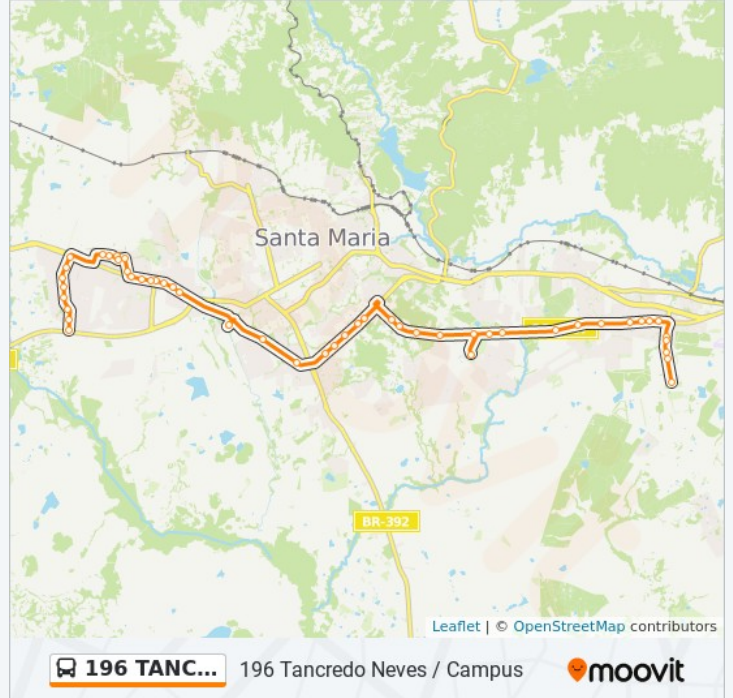 Santa Maria
BR-392
Leaflet | © OpenStreetMap contributors
196 TANC... 196 Tancredo Neves / Campus moovit